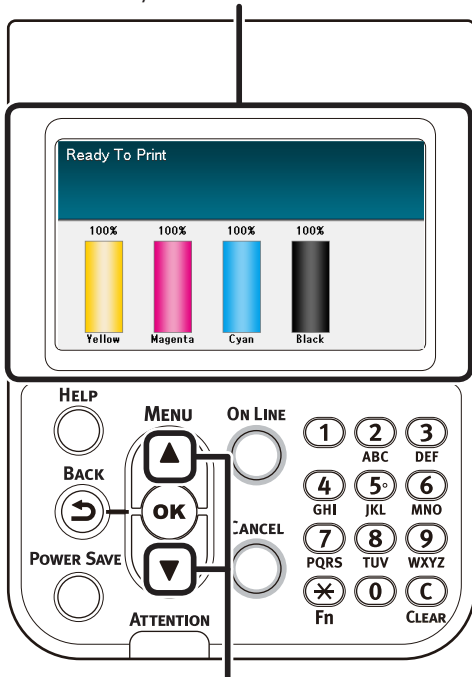 Ready To Print
100% 100% 100% 100%
Yellow Magenta Cyan Black
HELP
MENU
ON LINE
BACK
OK
CANCEL
POWER SAVE
ATTENTION
1 2 3
ABC DEF
4 5 6
GHI JKL MNO
7 8 9
PQRS TUV WXYZ
* 0 C
Fn CLEAR